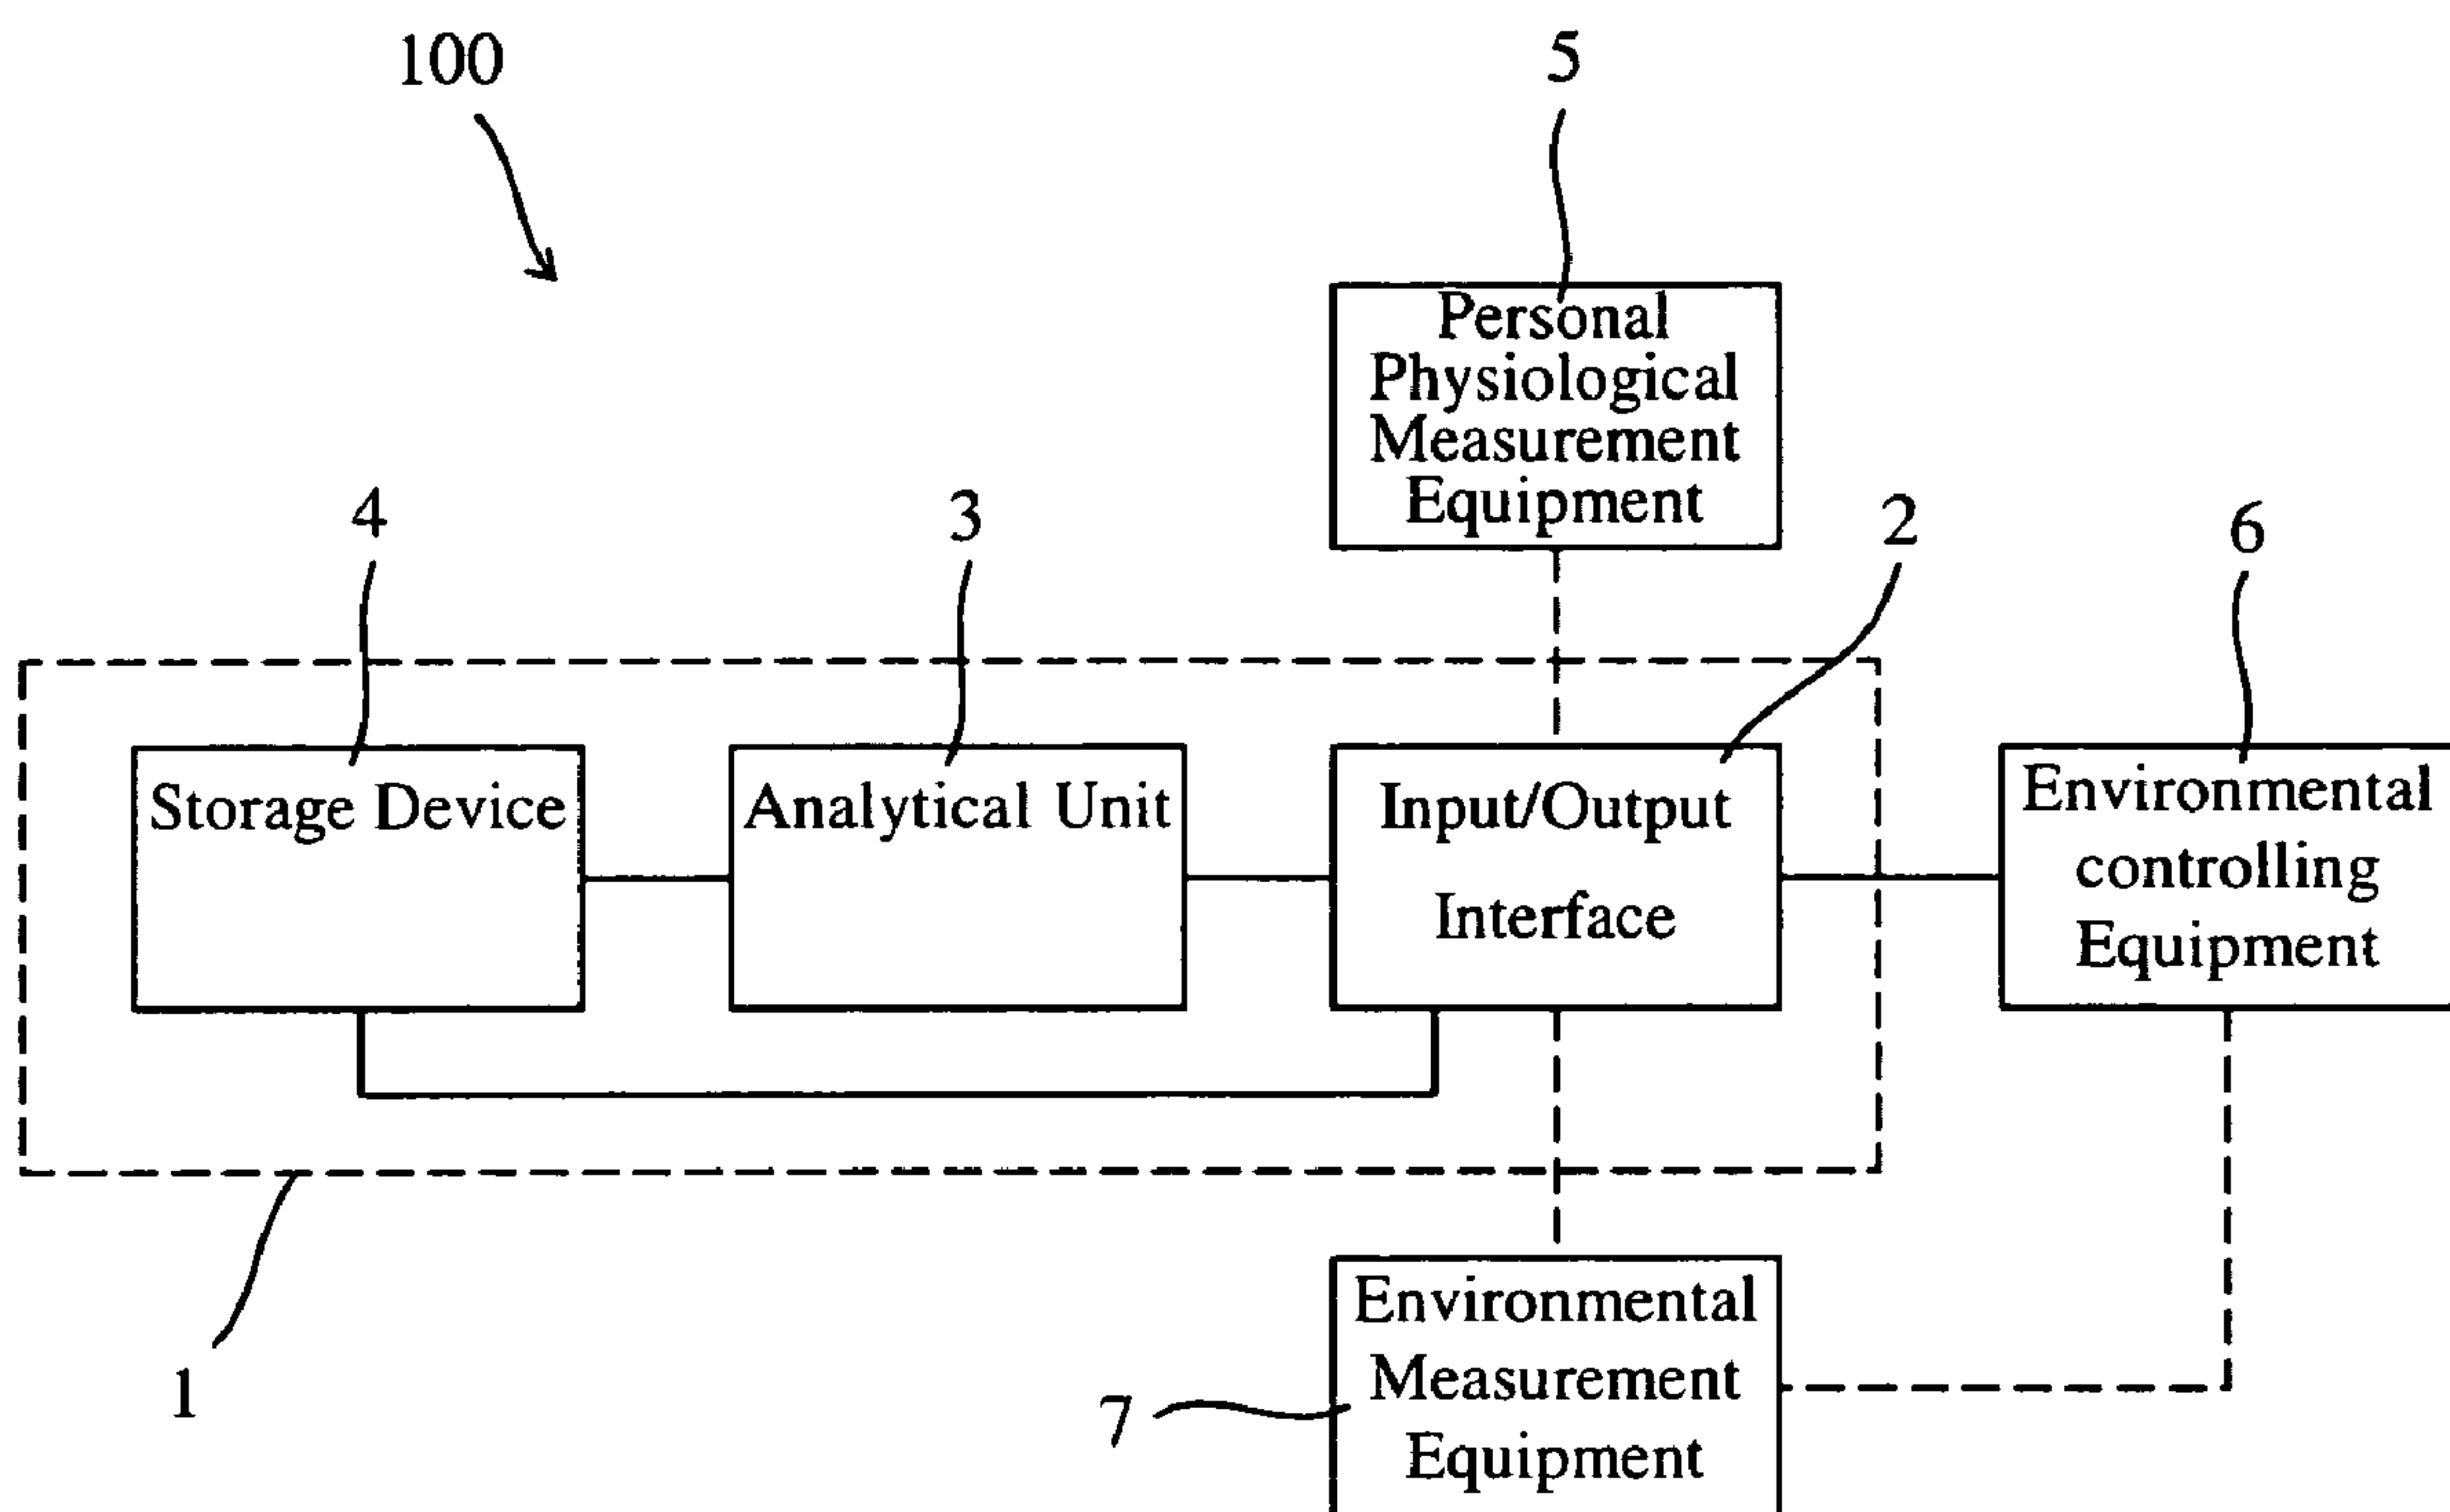 100
5
Personal
Physiological
Measurement
Equipment
4
3
2
6
Storage Device
Analytical Unit
Input/Output
Interface
Environmental
controlling
Equipment
1
7
Environmental
Measurement
Equipment